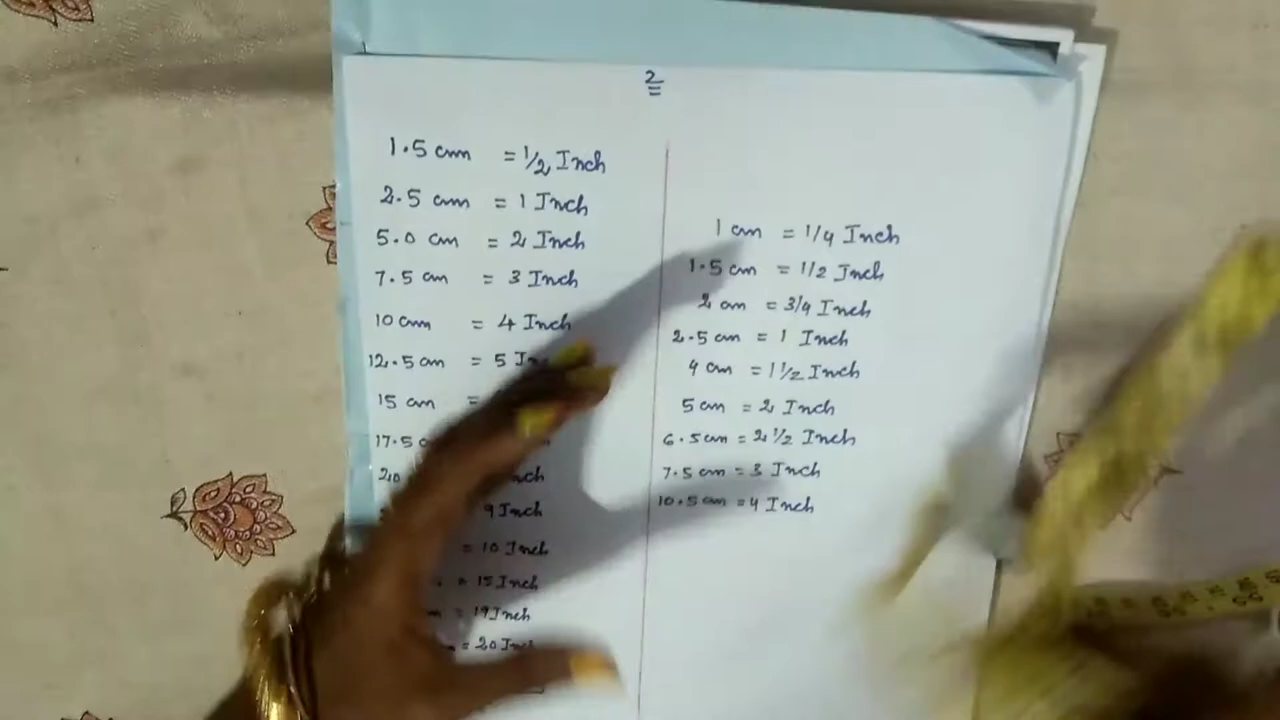 2
1.5 cm = 1/2 Inch
2.5 cm = 1 Inch
5.0 cm = 2 Inch
7.5 cm = 3 Inch
10 cm = 4 Inch
12.5 cm = 5
15 cm =
17.5
20
9 Inch
= 10 Inch
= 15 Inch
= 19 Inch
= 20
1 cm = 1/4 Inch
1.5 cm = 1/2 Inch
2 cm = 3/4 Inch
2.5 cm = 1 Inch
4 cm = 1 1/2 Inch
5 cm = 2 Inch
6.5 cm = 2 1/2 Inch
7.5 cm = 3 Inch
10.5 cm = 4 Inch